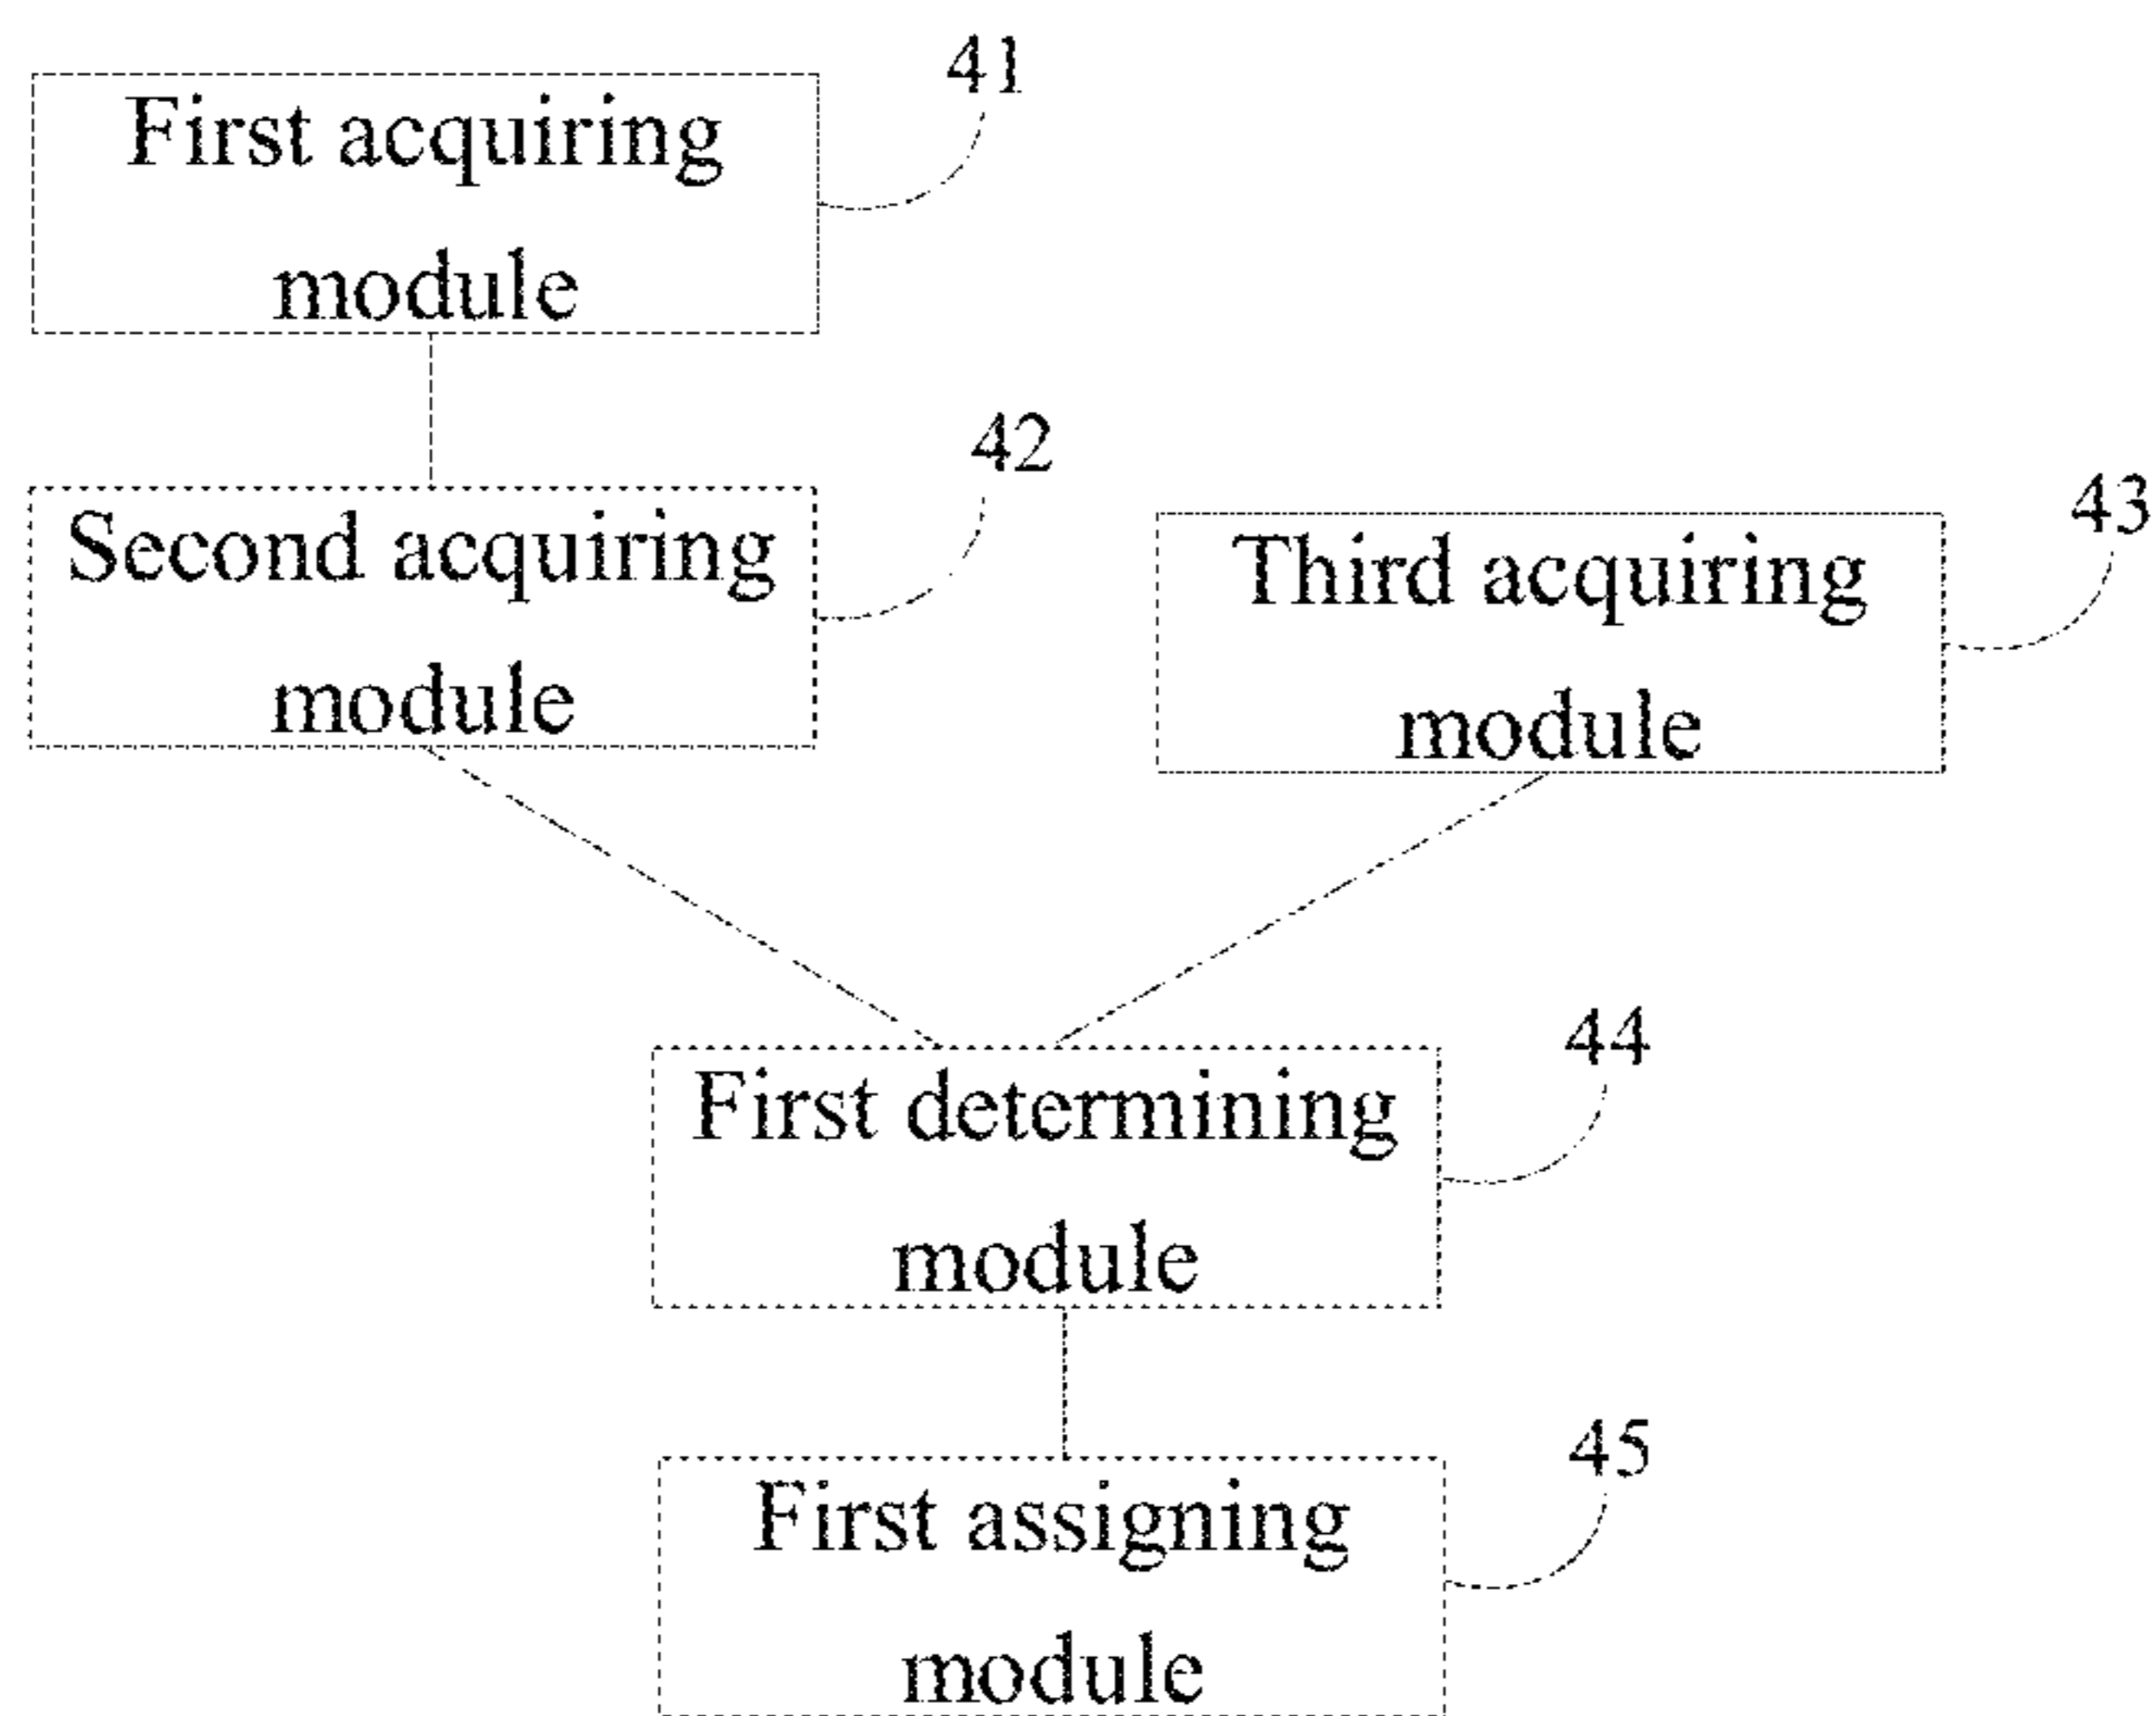 41
First acquiring
module
42
Second acquiring
module
43
Third acquiring
module
44
First determining
module
45
First assigning
module